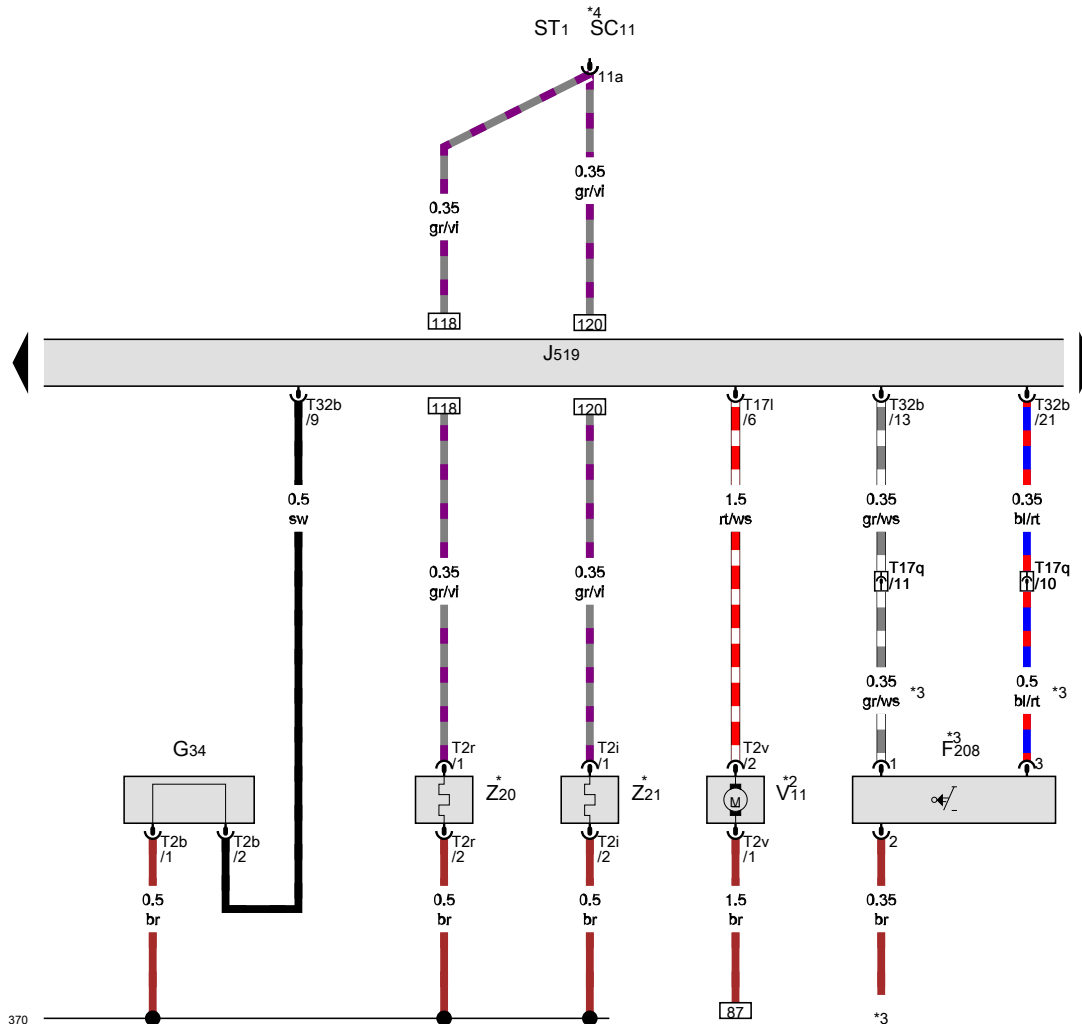 *4
ST1 SC11
11a
0.35
gr/vi
0.35
gr/vi
118
120
J519
T32b
/9
118
120
T17l
/6
T32b
/13
T32b
/21
0.5
sw
1.5
rt/ws
0.35
gr/ws
0.35
bl/rt
0.35
gr/vi
0.35
gr/vi
T17q
/11
T17q
/10
0.35
gr/ws *3
0.5
bl/rt *3
G34
T2r
/1
T2i
/1
T2v
/2
1
3
*
Z20
*
Z21
M
*2
V11
*3
F208
T2b
/1
T2b
/2
T2r
/2
T2i
/2
T2v
/1
2
0.5
br
0.5
br
0.5
br
1.5
br
0.35
br
370
87
*3